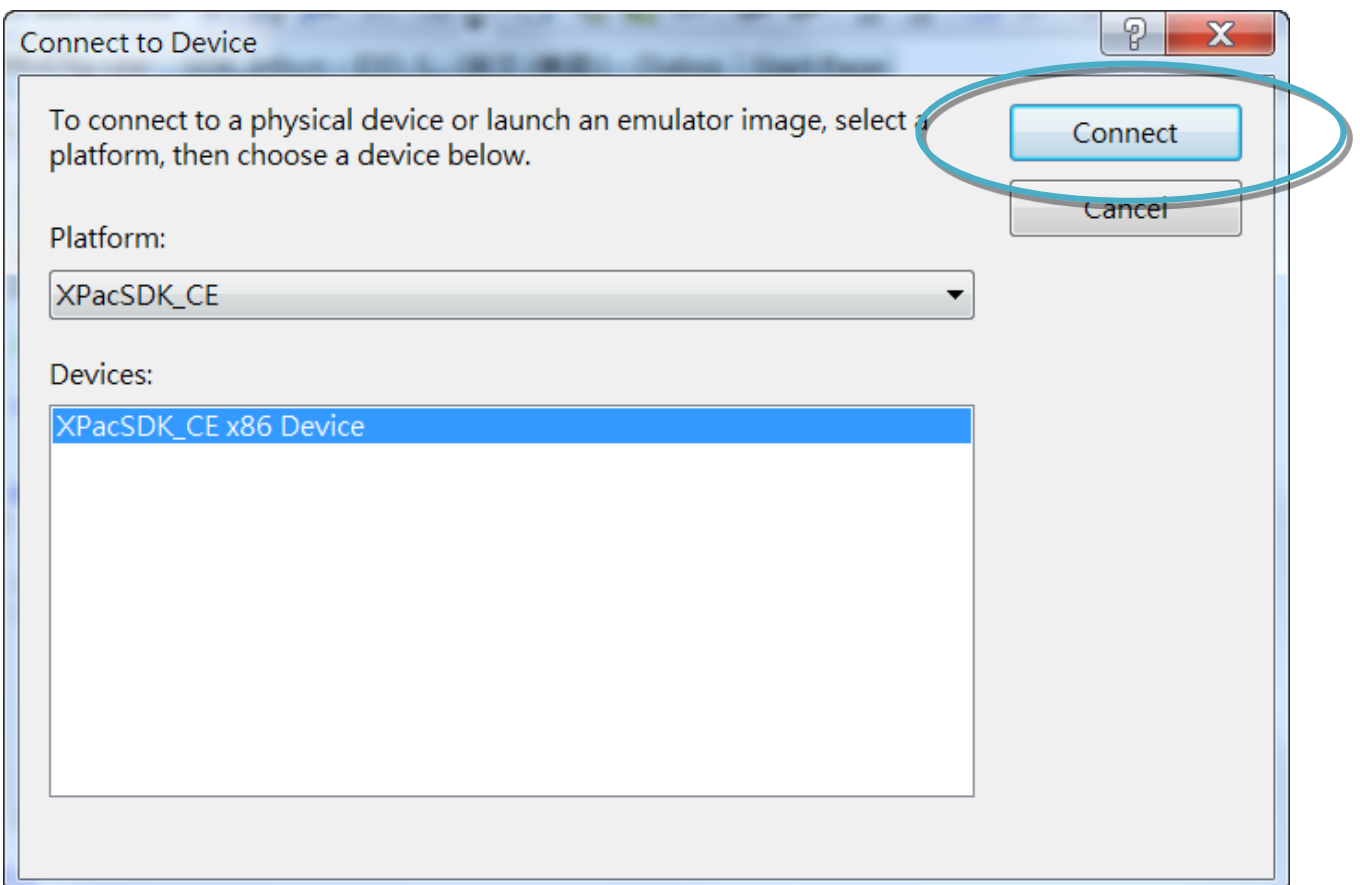 Connect to Device
To connect to a physical device or launch an emulator image, select a
platform, then choose a device below.
Connect
Cancel
Platform:
XPacSDK_CE
Devices:
XPacSDK_CE x86 Device